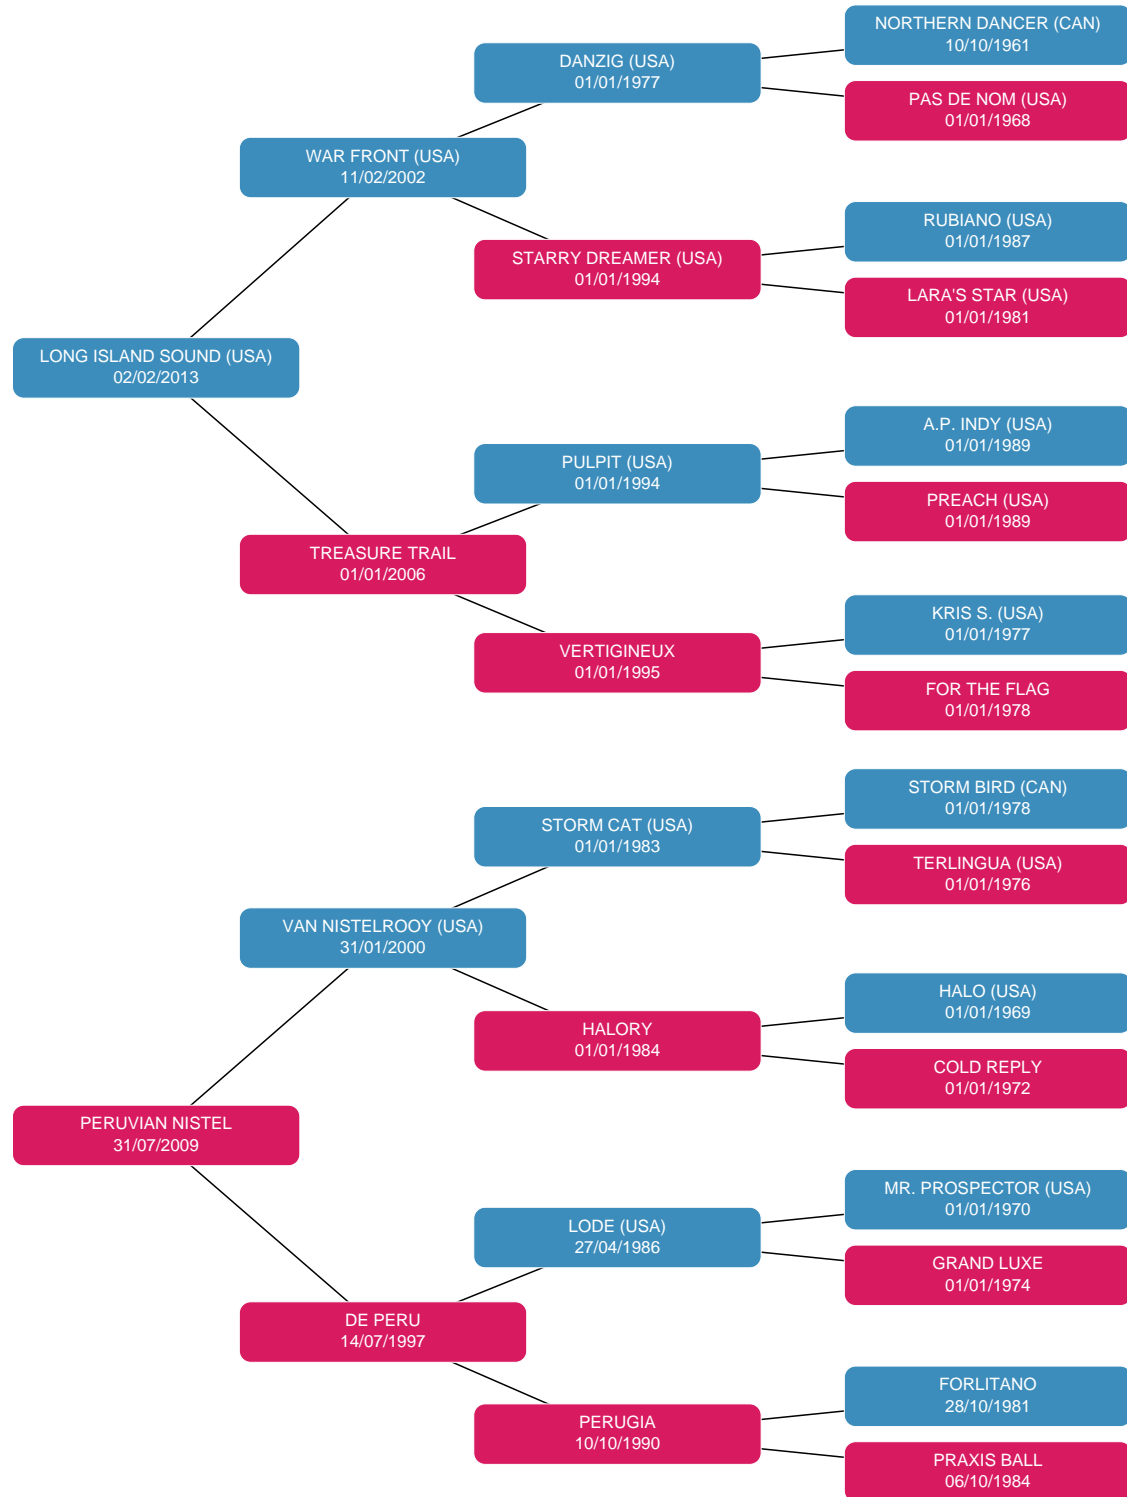 NORTHERN DANCER (CAN)
10/10/1961
DANZIG (USA)
01/01/1977
PAS DE NOM (USA)
01/01/1968
WAR FRONT (USA)
11/02/2002
RUBIANO (USA)
01/01/1987
STARRY DREAMER (USA)
01/01/1994
LARA'S STAR (USA)
01/01/1981
LONG ISLAND SOUND (USA)
02/02/2013
A.P. INDY (USA)
01/01/1989
PULPIT (USA)
01/01/1994
PREACH (USA)
01/01/1989
TREASURE TRAIL
01/01/2006
KRIS S. (USA)
01/01/1977
VERTIGINEUX
01/01/1995
FOR THE FLAG
01/01/1978
STORM BIRD (CAN)
01/01/1978
STORM CAT (USA)
01/01/1983
TERLINGUA (USA)
01/01/1976
VAN NISTELROOY (USA)
31/01/2000
HALO (USA)
01/01/1969
HALORY
01/01/1984
COLD REPLY
01/01/1972
PERUVIAN NISTEL
31/07/2009
MR. PROSPECTOR (USA)
01/01/1970
LODE (USA)
27/04/1986
GRAND LUXE
01/01/1974
DE PERU
14/07/1997
FORLITANO
28/10/1981
PERUGIA
10/10/1990
PRAXIS BALL
06/10/1984